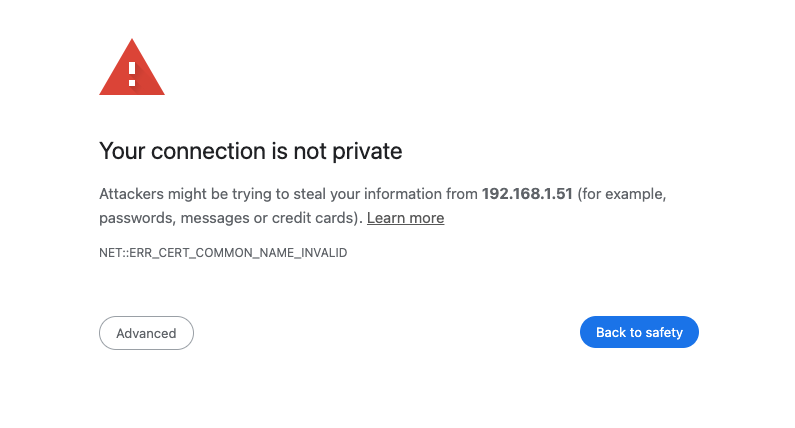 Your connection is not private
Attackers might be trying to steal your information from 192.168.1.51 (for example,
passwords, messages or credit cards). Learn more
NET::ERR_CERT_COMMON_NAME_INVALID
Advanced
Back to safety